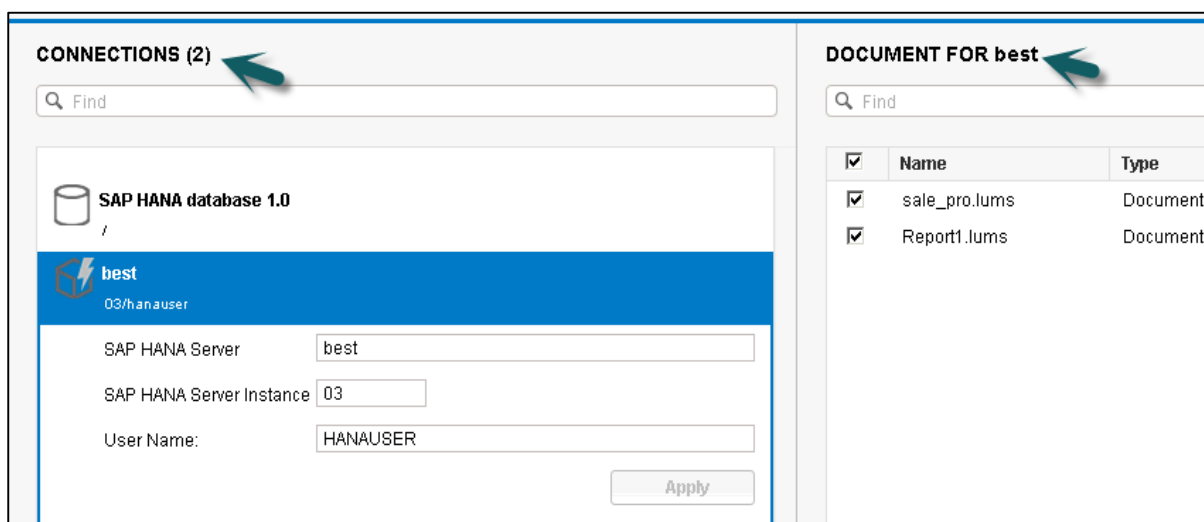 CONNECTIONS (2)
Find
SAP HANA database 1.0
/
best
03/hanauser
SAP HANA Server best
SAP HANA Server Instance 03
User Name: HANAUSER
Apply
DOCUMENT FOR best
Find
Name Type
sale_pro.lums Document
Report1.lums Document